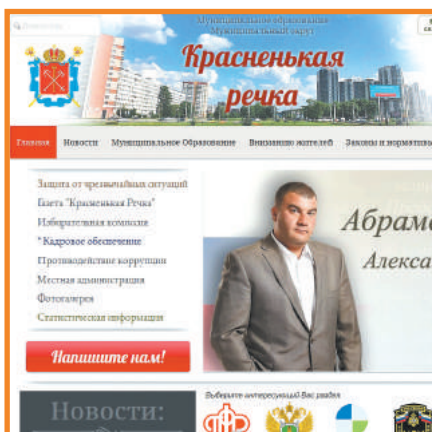 Муниципальное образование
Муниципальный округ
Красненькая
речка
Главная Новости Муниципальное Образование Вниманию жителей Законы и норматив
Защита от чрезвычайных ситуаций
Газета "Красненькая Речка"
Избирательная комиссия
* Кадровое обеспечение
Противодействие коррупции
Местная администрация
Фотогалерея
Статистическая информация
Абрам
Алекса
Напишите нам!
Новости:
Выберите интересующий Вас раздел